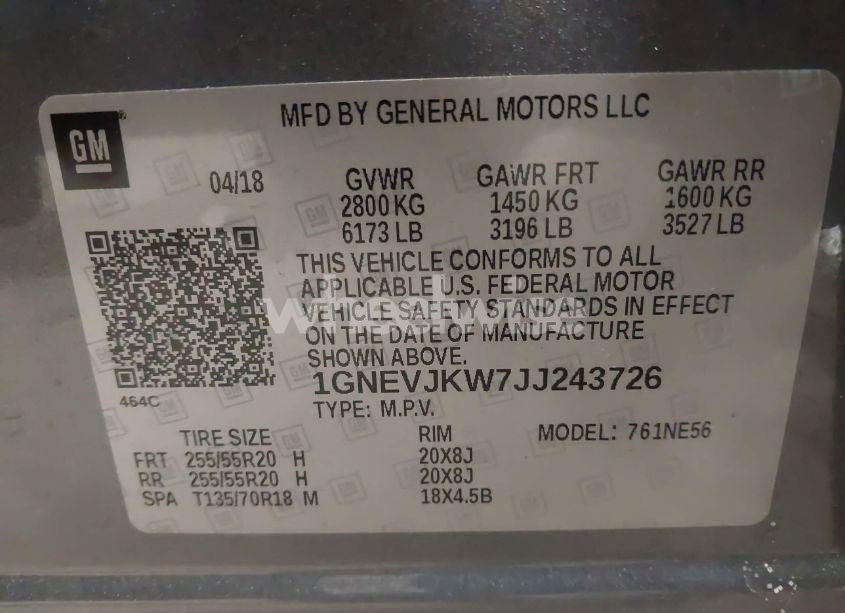 MFD BY GENERAL MOTORS LLC
GM
04/18
GVWR
2800 KG
6173 LB
GAWR FRT
1450 KG
3196 LB
GAWR RR
1600 KG
3527 LB
THIS VEHICLE CONFORMS TO ALL
APPLICABLE U.S. FEDERAL MOTOR
VEHICLE SAFETY STANDARDS IN EFFECT
ON THE DATE OF MANUFACTURE
SHOWN ABOVE.
1GNEVJKW7JJ243726
464C
TYPE: M.P.V.
TIRE SIZE RIM MODEL: 761NE56
FRT 255/55R20 H 20X8J
RR 255/55R20 H 20X8J
SPA T135/70R18 M 18X4.5B